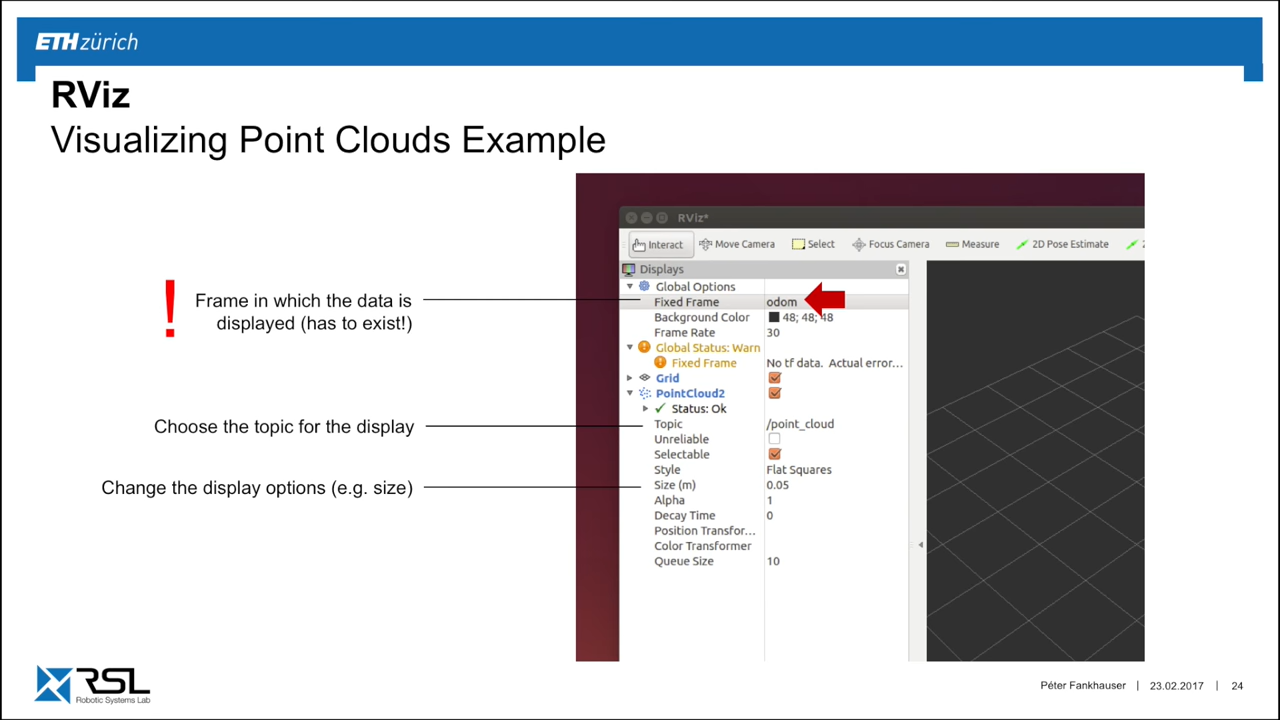 ETHzürich
RViz
Visualizing Point Clouds Example
! Frame in which the data is
displayed (has to exist!)
Choose the topic for the display
Change the display options (e.g. size)
RViz*
Interact Move Camera Select Focus Camera Measure 2D Pose Estimate
Displays
Global Options
Fixed Frame odom
Background Color 48; 48; 48
Frame Rate 30
Global Status: Warn
Fixed Frame No tf data. Actual error...
Grid
PointCloud2
Status: Ok
Topic /point_cloud
Unreliable
Selectable
Style Flat Squares
Size (m) 0.05
Alpha 1
Decay Time 0
Position Transfor...
Color Transformer
Queue Size 10
RSL
Robotic Systems Lab
Péter Fankhauser | 23.02.2017 | 24